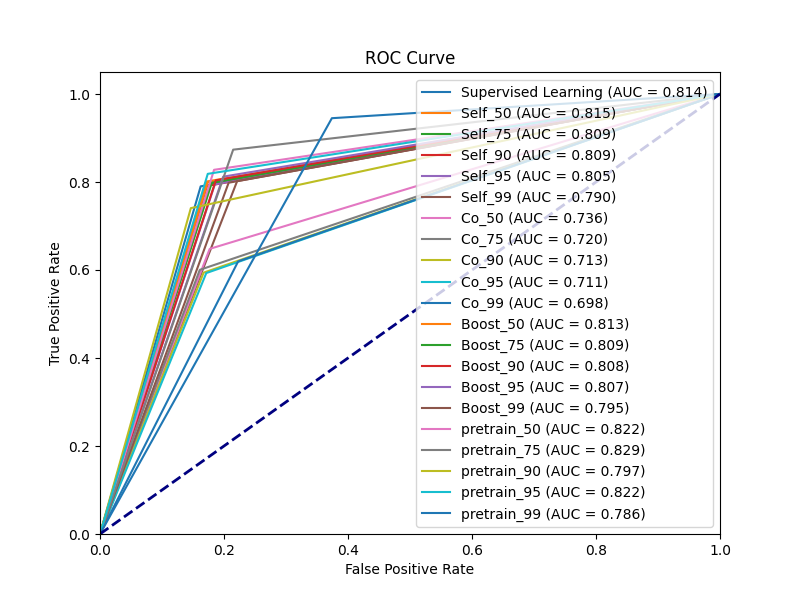 ROC Curve
True Positive Rate
1.0
0.8
0.6
0.4
0.2
0.0
Supervised Learning (AUC = 0.814)
Self_50 (AUC = 0.815)
Self_75 (AUC = 0.809)
Self_90 (AUC = 0.809)
Self_95 (AUC = 0.805)
Self_99 (AUC = 0.790)
Co_50 (AUC = 0.736)
Co_75 (AUC = 0.720)
Co_90 (AUC = 0.713)
Co_95 (AUC = 0.711)
Co_99 (AUC = 0.698)
Boost_50 (AUC = 0.813)
Boost_75 (AUC = 0.809)
Boost_90 (AUC = 0.808)
Boost_95 (AUC = 0.807)
Boost_99 (AUC = 0.795)
pretrain_50 (AUC = 0.822)
pretrain_75 (AUC = 0.829)
pretrain_90 (AUC = 0.797)
pretrain_95 (AUC = 0.822)
pretrain_99 (AUC = 0.786)
0.0 0.2 0.4 0.6 0.8 1.0
False Positive Rate